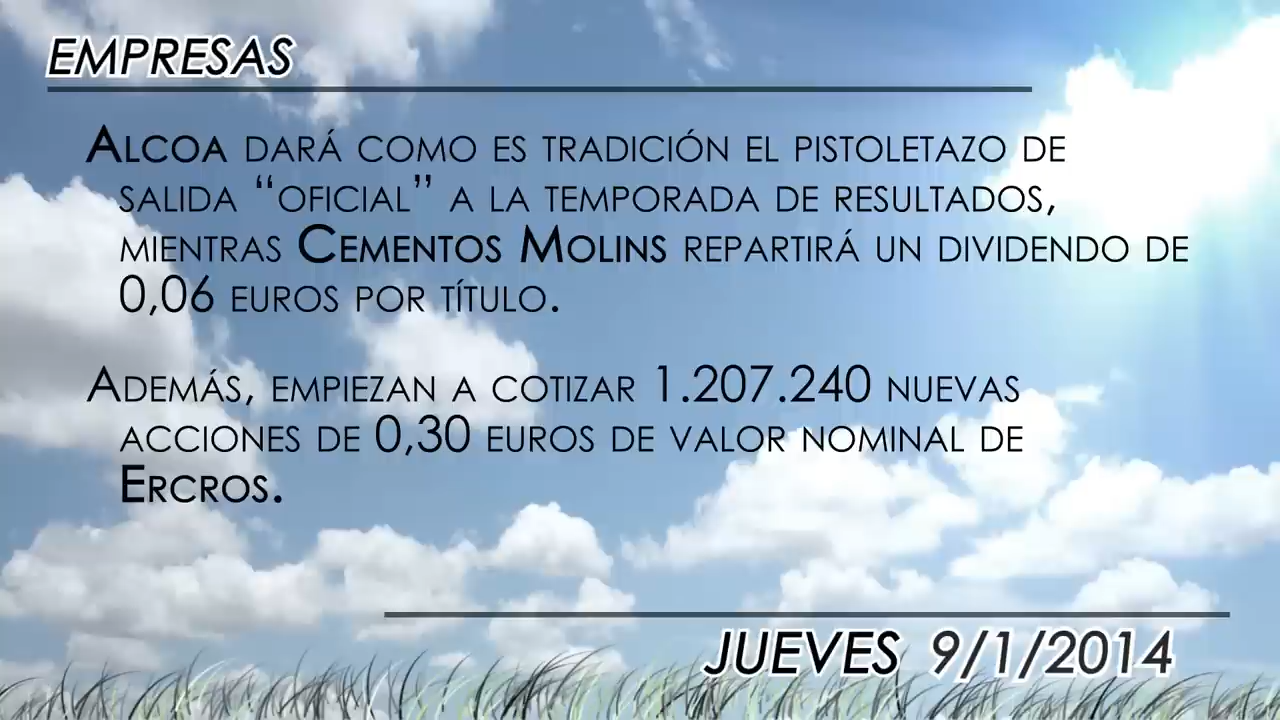 EMPRESAS
ALCOA DARÁ COMO ES TRADICIÓN EL PISTOLETAZO DE
SALIDA “OFICIAL” A LA TEMPORADA DE RESULTADOS,
MIENTRAS CEMENTOS MOLINS REPARTIRÁ UN DIVIDENDO DE
0,06 EUROS POR TÍTULO.
ADEMÁS, EMPIEZAN A COTIZAR 1.207.240 NUEVAS
ACCIONES DE 0,30 EUROS DE VALOR NOMINAL DE
ERCROS.
JUEVES 9/1/2014